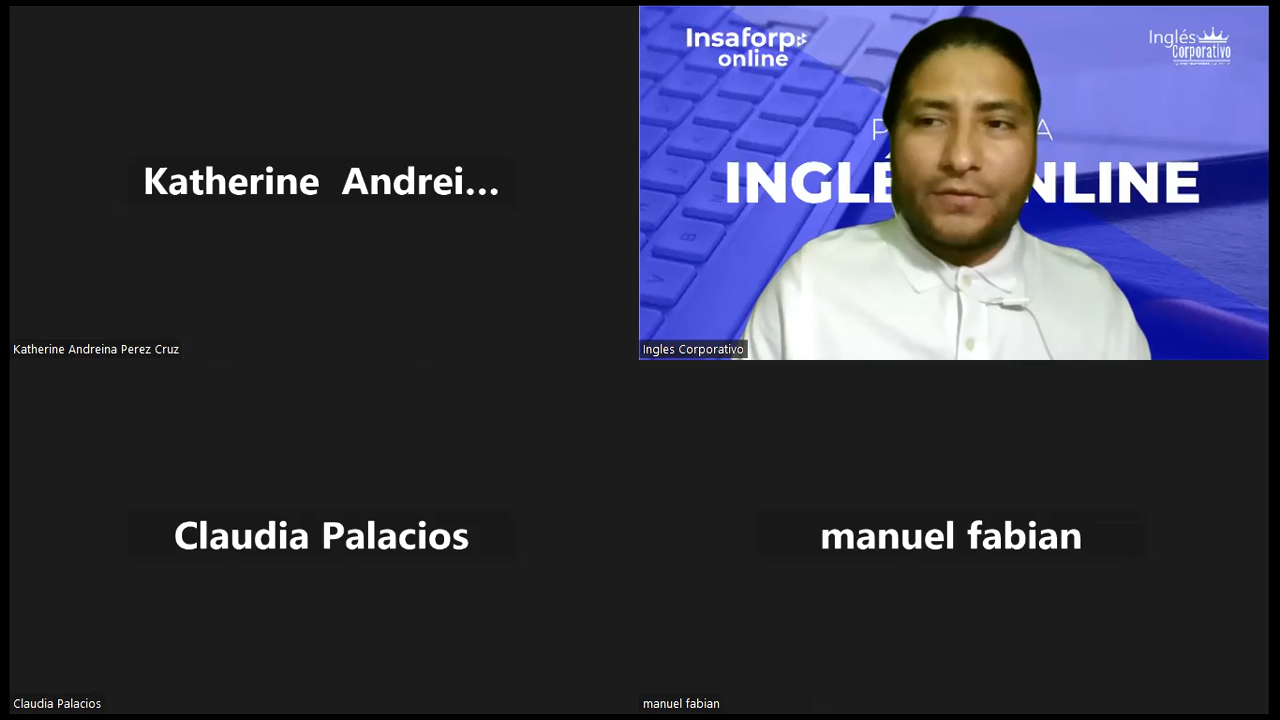 Katherine Andrei...
Katherine Andreina Perez Cruz
Insaforp
online
Inglés
Corporativo
P A
INGLÉ NLINE
Ingles Corporativo
Claudia Palacios
Claudia Palacios
manuel fabian
manuel fabian